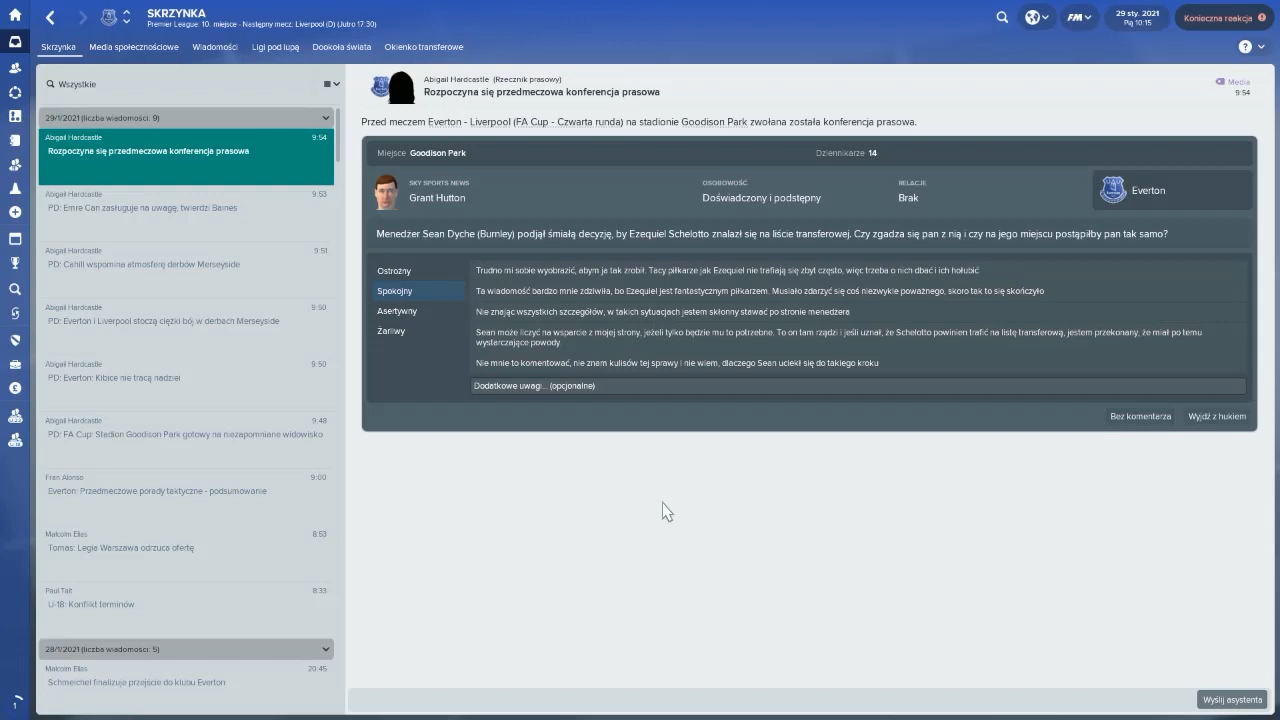 SKRZYNKA
Premier League: 10. miejsce - Następny mecz: Liverpool (D) (Jutro 17:30)
FM
29 sty. 2021
Pią 10:15
Konieczna reakcja
Skrzynka Media społecznościowe Wiadomości Ligi pod lupą Dookoła świata Okienko transferowe
Wszystkie
29/1/2021 (liczba wiadomości: 9)
Abigail Hardcastle 9:54
Rozpoczyna się przedmeczowa konferencja prasowa
Abigail Hardcastle 9:53
PD: Emre Can zasługuje na uwagę, twierdzi Baines
Abigail Hardcastle 9:51
PD: Cahill wspomina atmosferę derbów Merseyside
Abigail Hardcastle 9:50
PD: Everton i Liverpool stoczą ciężki bój w derbach Merseyside
Abigail Hardcastle 9:50
PD: Everton: Kibice nie tracą nadziei
Abigail Hardcastle 9:48
PD: FA Cup: Stadion Goodison Park gotowy na niezapomniane widowisko
Fran Alonso 9:00
Everton: Przedmeczowe porady taktyczne - podsumowanie
Malcolm Elias 8:53
Tomas: Legia Warszawa odrzuca ofertę
Paul Tait 8:33
U-18: Konflikt terminów
28/1/2021 (liczba wiadomości: 5)
Malcolm Elias 20:45
Schmeichel finalizuje przejście do klubu Everton
Abigail Hardcastle (Rzecznik prasowy)
Rozpoczyna się przedmeczowa konferencja prasowa
Media
9:54
Przed meczem Everton - Liverpool (FA Cup - Czwarta runda) na stadionie Goodison Park zwołana została konferencja prasowa.
Miejsce Goodison Park Dziennikarze 14
SKY SPORTS NEWS OSOBOWOŚĆ RELACJE
Grant Hutton Doświadczony i podstępny Brak Everton
Menedżer Sean Dyche (Burnley) podjął śmiałą decyzję, by Ezequiel Schelotto znalazł się na liście transferowej. Czy zgadza się pan z nią i czy na jego miejscu postąpiłby pan tak samo?
Ostrożny
Spokojny
Asertywny
Żarliwy
Trudno mi sobie wyobrazić, abym ja tak zrobił. Tacy piłkarze jak Ezequiel nie trafiają się zbyt często, więc trzeba o nich dbać i ich hołubić
Ta wiadomość bardzo mnie zdziwiła, bo Ezequiel jest fantastycznym piłkarzem. Musiało zdarzyć się coś niezwykle poważnego, skoro tak to się skończyło
Nie znając wszystkich szczegółów, w takich sytuacjach jestem skłonny stawać po stronie menedżera
Sean może liczyć na wsparcie z mojej strony, jeżeli tylko będzie mu to potrzebne. To on tam rządzi i jeśli uznał, że Schelotto powinien trafić na listę transferową, jestem przekonany, że miał po temu
wystarczające powody
Nie mnie to komentować, nie znam kulisów tej sprawy i nie wiem, dlaczego Sean uciekł się do takiego kroku
Dodatkowe uwagi... (opcjonalne)
Bez komentarza Wyjdź z hukiem
Wyślij asystenta